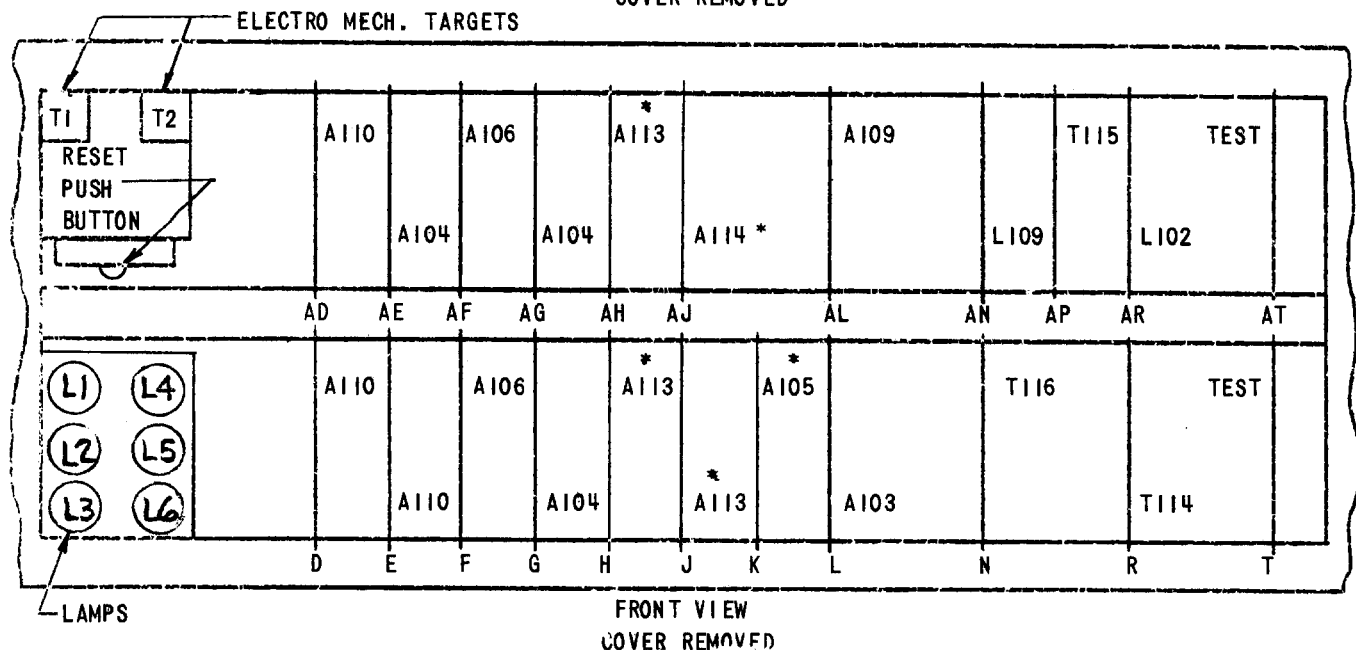 COVER REMOVED
ELECTRO MECH. TARGETS
T1 T2 A110 A106 * A113 A109 T115 TEST
RESET
PUSH
BUTTON
A104 A104 A114 * L109 L102
AD AE AF AG AH AJ AL AN AP AR AT
L1 L4 A110 A106 * A113 * A105 T116 TEST
L2 L5
L3 L6 A110 A104 * A113 A103 T114
D E F G H J K L N R T
LAMPS
FRONT VIEW
COVER REMOVED